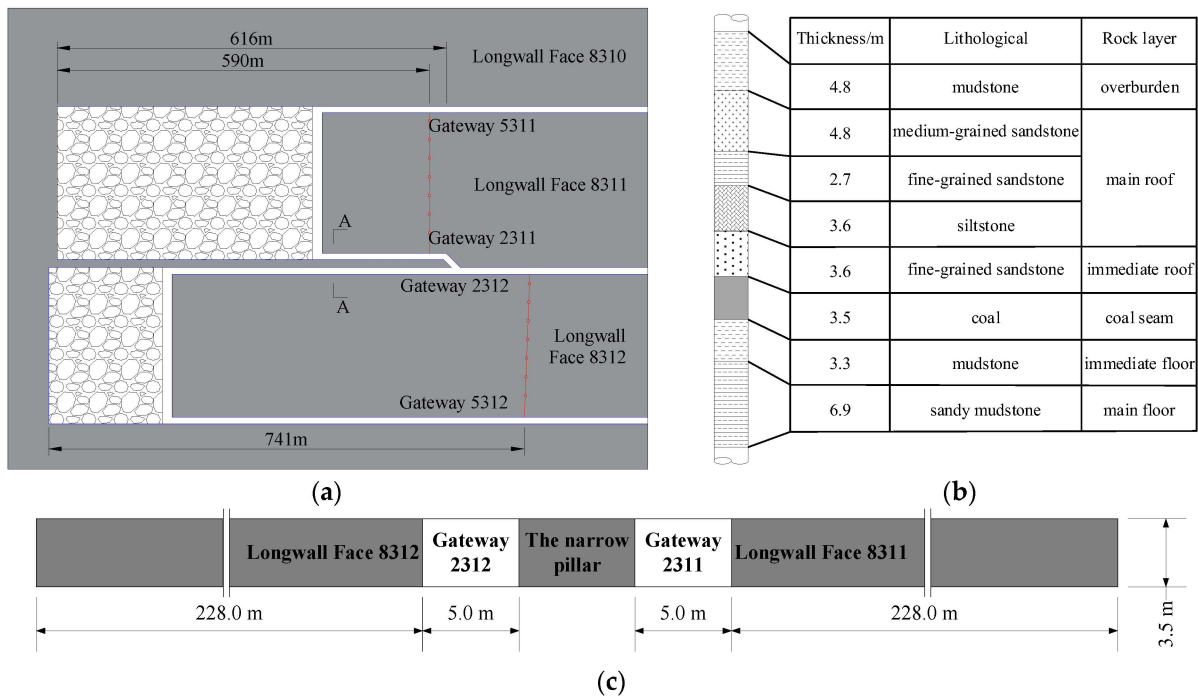 616m
590m
Longwall Face 8310
Gateway 5311
Longwall Face 8311
A
Gateway 2311
Gateway 2312
A
Longwall
Face 8312
Gateway 5312
741m
(a)
Thickness/m Lithological Rock layer
4.8 mudstone overburden
4.8 medium-grained sandstone
2.7 fine-grained sandstone main roof
3.6 siltstone
3.6 fine-grained sandstone immediate roof
3.5 coal coal seam
3.3 mudstone immediate floor
6.9 sandy mudstone main floor
(b)
Longwall Face 8312
Gateway
2312
The narrow
pillar
Gateway
2311
Longwall Face 8311
228.0 m
5.0 m
5.0 m
228.0 m
3.5 m
(c)